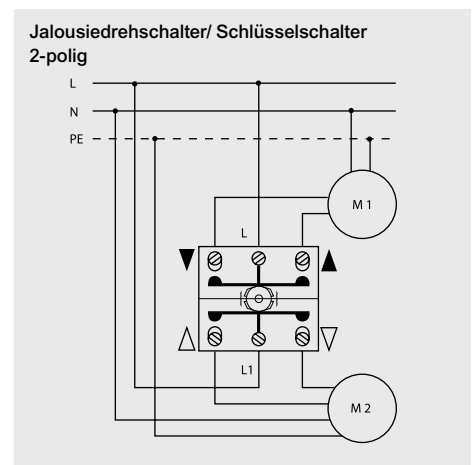 Jalousiedrehschalter/ Schlüsselschalter
2-polig
L
N
PE
M 1
L
L1
M 2